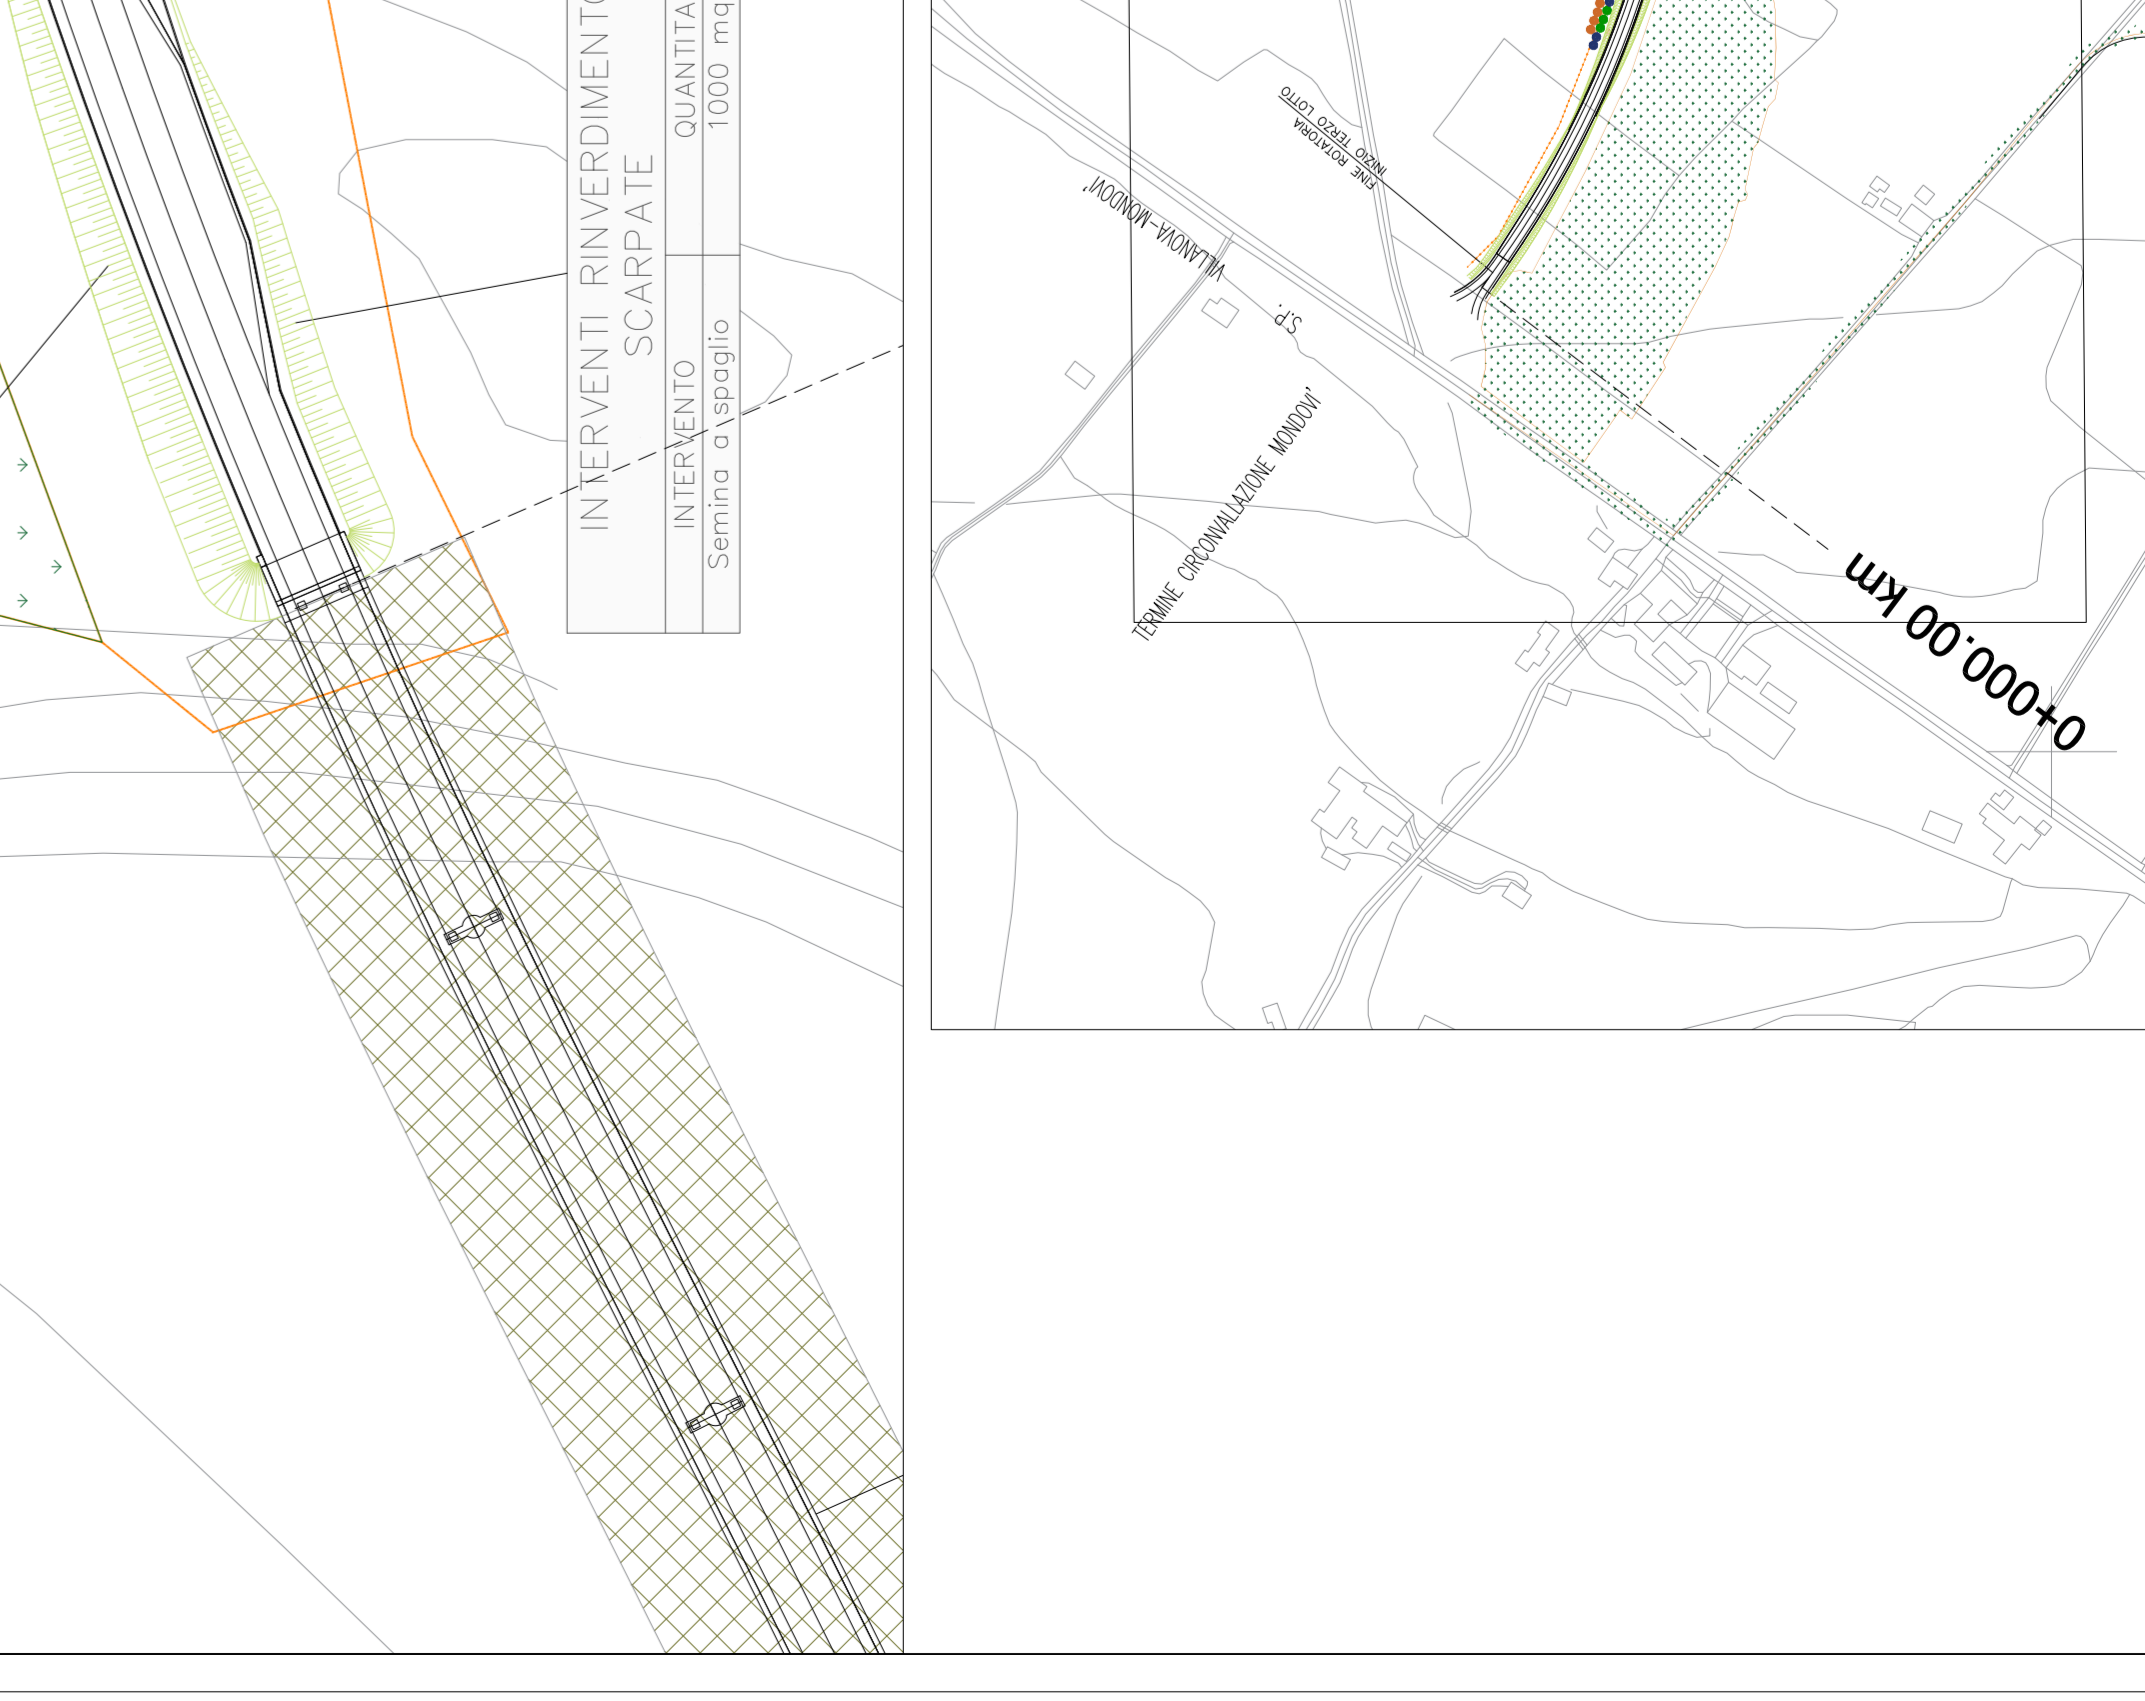 INTERVENTI RINVERDIMENTO
SCARPATE
INTERVENTO
QUANTITA
Semina a spaglio
1000 mq
FINE ROTATORIA
INIZIO TERZO LOTTO
VILLANOVA-MONDOVI'
S.P.
TERMINE CIRCONVALLAZIONE MONDOVI'
0+000.00 km